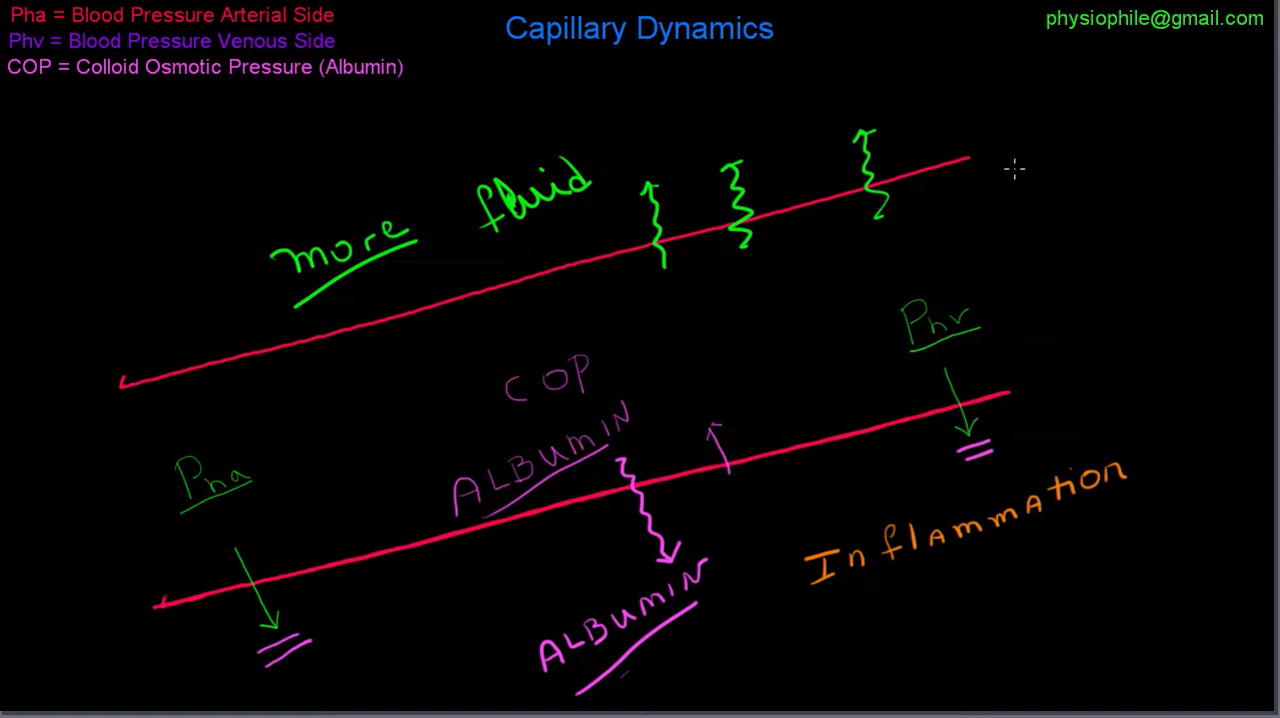 Pha = Blood Pressure Arterial Side
Phv = Blood Pressure Venous Side
COP = Colloid Osmotic Pressure (Albumin)
Capillary Dynamics
physiophile@gmail.com
more fluid
Phv
COP
ALBUMIN
Pha
Inflammation
ALBUMIN